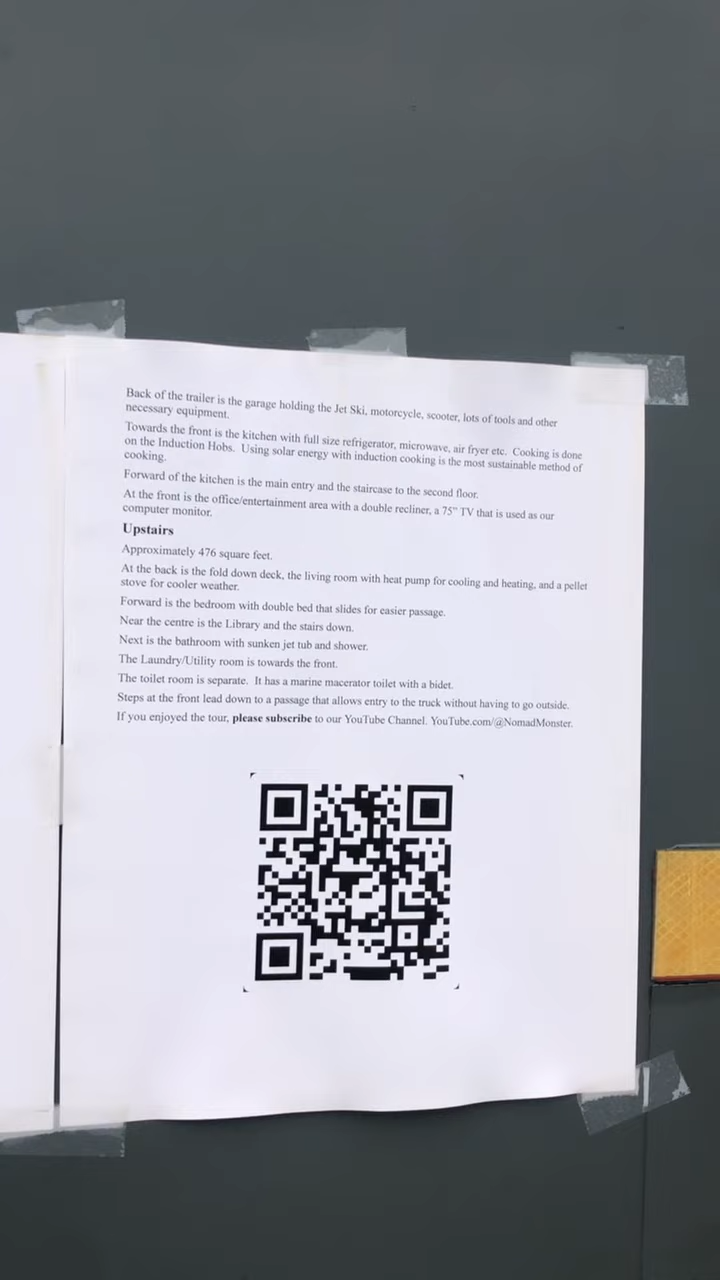 Back of the trailer is the garage holding the Jet Ski, motorcycle, scooter, lots of tools and other
necessary equipment.
Towards the front is the kitchen with full size refrigerator, microwave, air fryer etc. Cooking is done
on the Induction Hobs. Using solar energy with induction cooking is the most sustainable method of
cooking.
Forward of the kitchen is the main entry and the staircase to the second floor.
At the front is the office/entertainment area with a double recliner, a 75" TV that is used as our
computer monitor.
Upstairs
Approximately 476 square feet.
At the back is the fold down deck, the living room with heat pump for cooling and heating, and a pellet
stove for cooler weather.
Forward is the bedroom with double bed that slides for easier passage.
Near the centre is the Library and the stairs down.
Next is the bathroom with sunken jet tub and shower.
The Laundry/Utility room is towards the front.
The toilet room is separate. It has a marine macerator toilet with a bidet.
Steps at the front lead down to a passage that allows entry to the truck without having to go outside.
If you enjoyed the tour, please subscribe to our YouTube Channel. YouTube.com/@NomadMonster.